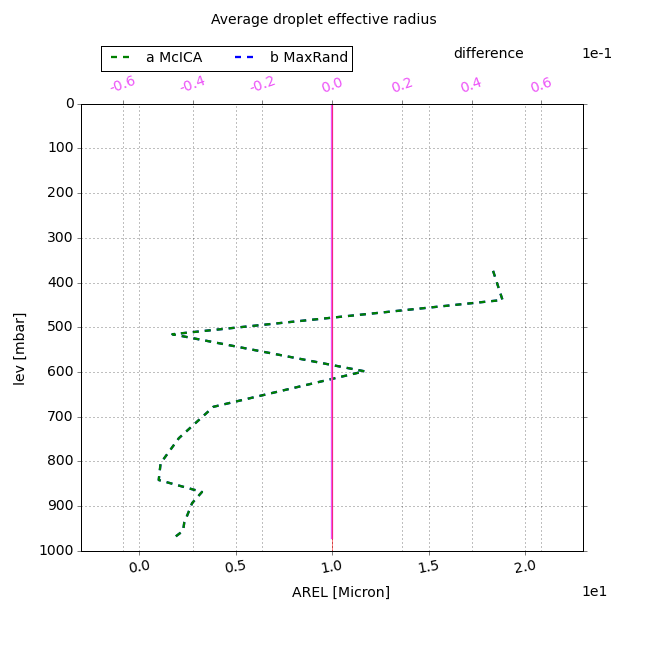 Average droplet effective radius
a McICA b MaxRand difference 1e-1
-0.6 -0.4 -0.2 0.0 0.2 0.4 0.6
0
100
200
300
400
500
600
700
800
900
1000
lev [mbar]
0.0 0.5 1.0 1.5 2.0
AREL [Micron] 1e1